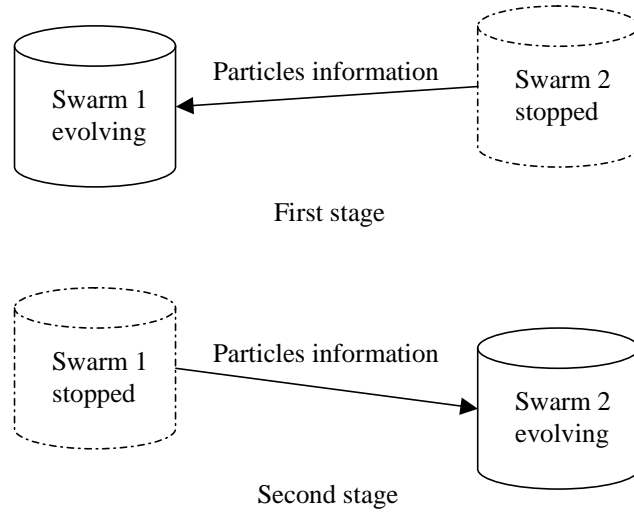 Particles information
Swarm 1
evolving
Swarm 2
stopped
First stage
Particles information
Swarm 1
stopped
Swarm 2
evolving
Second stage